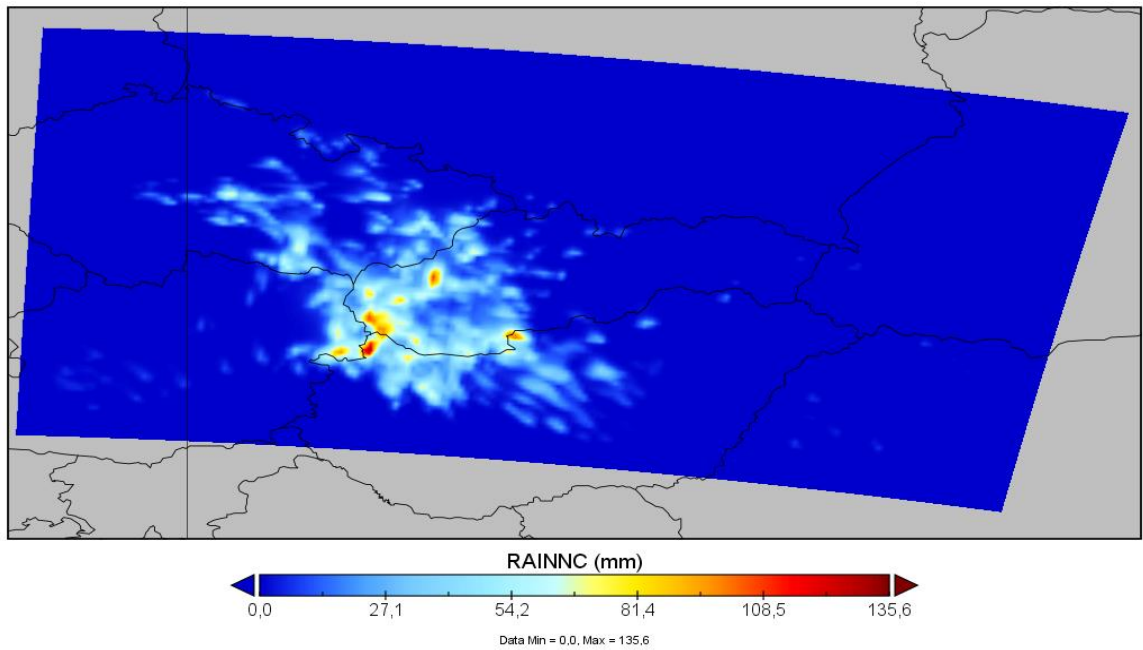 RAINNC (mm)
0,0 27,1 54,2 81,4 108,5 135,6
Data Min = 0,0, Max = 135,6